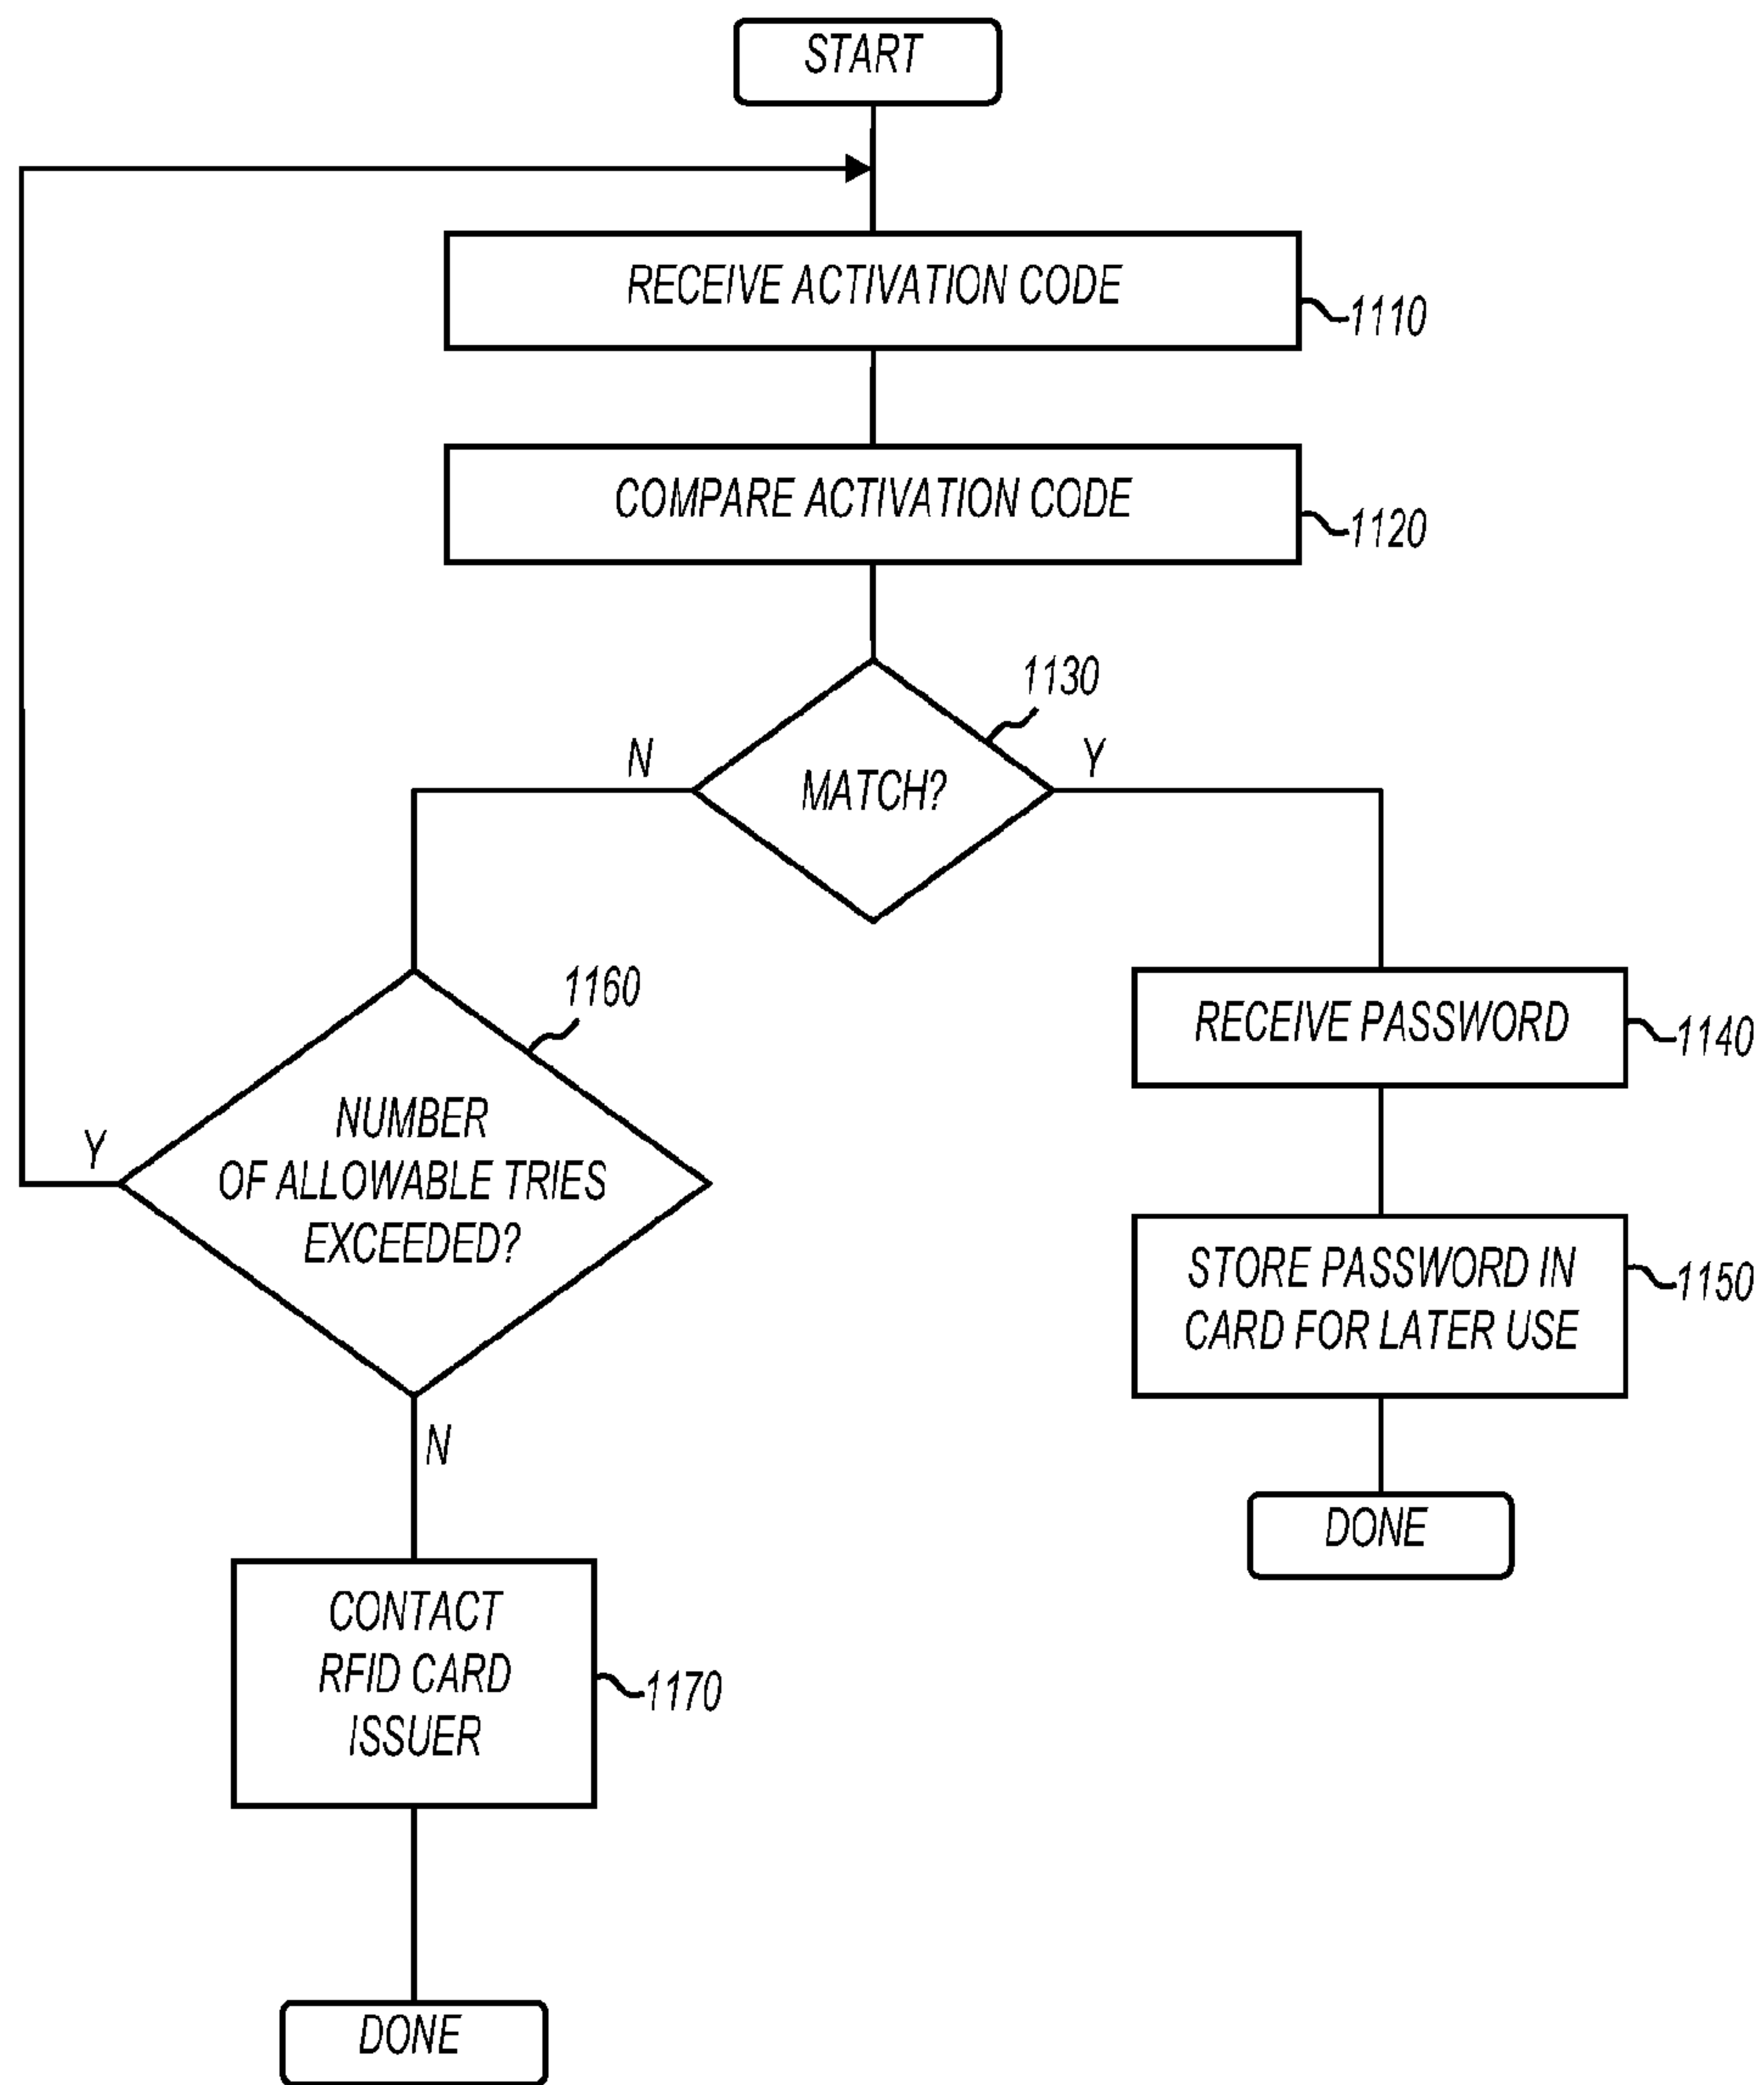 START
RECEIVE ACTIVATION CODE
1110
COMPARE ACTIVATION CODE
1120
1130
N
MATCH?
Y
1160
NUMBER
OF ALLOWABLE TRIES
EXCEEDED?
Y
N
RECEIVE PASSWORD
1140
STORE PASSWORD IN
CARD FOR LATER USE
1150
DONE
CONTACT
RFID CARD
ISSUER
1170
DONE